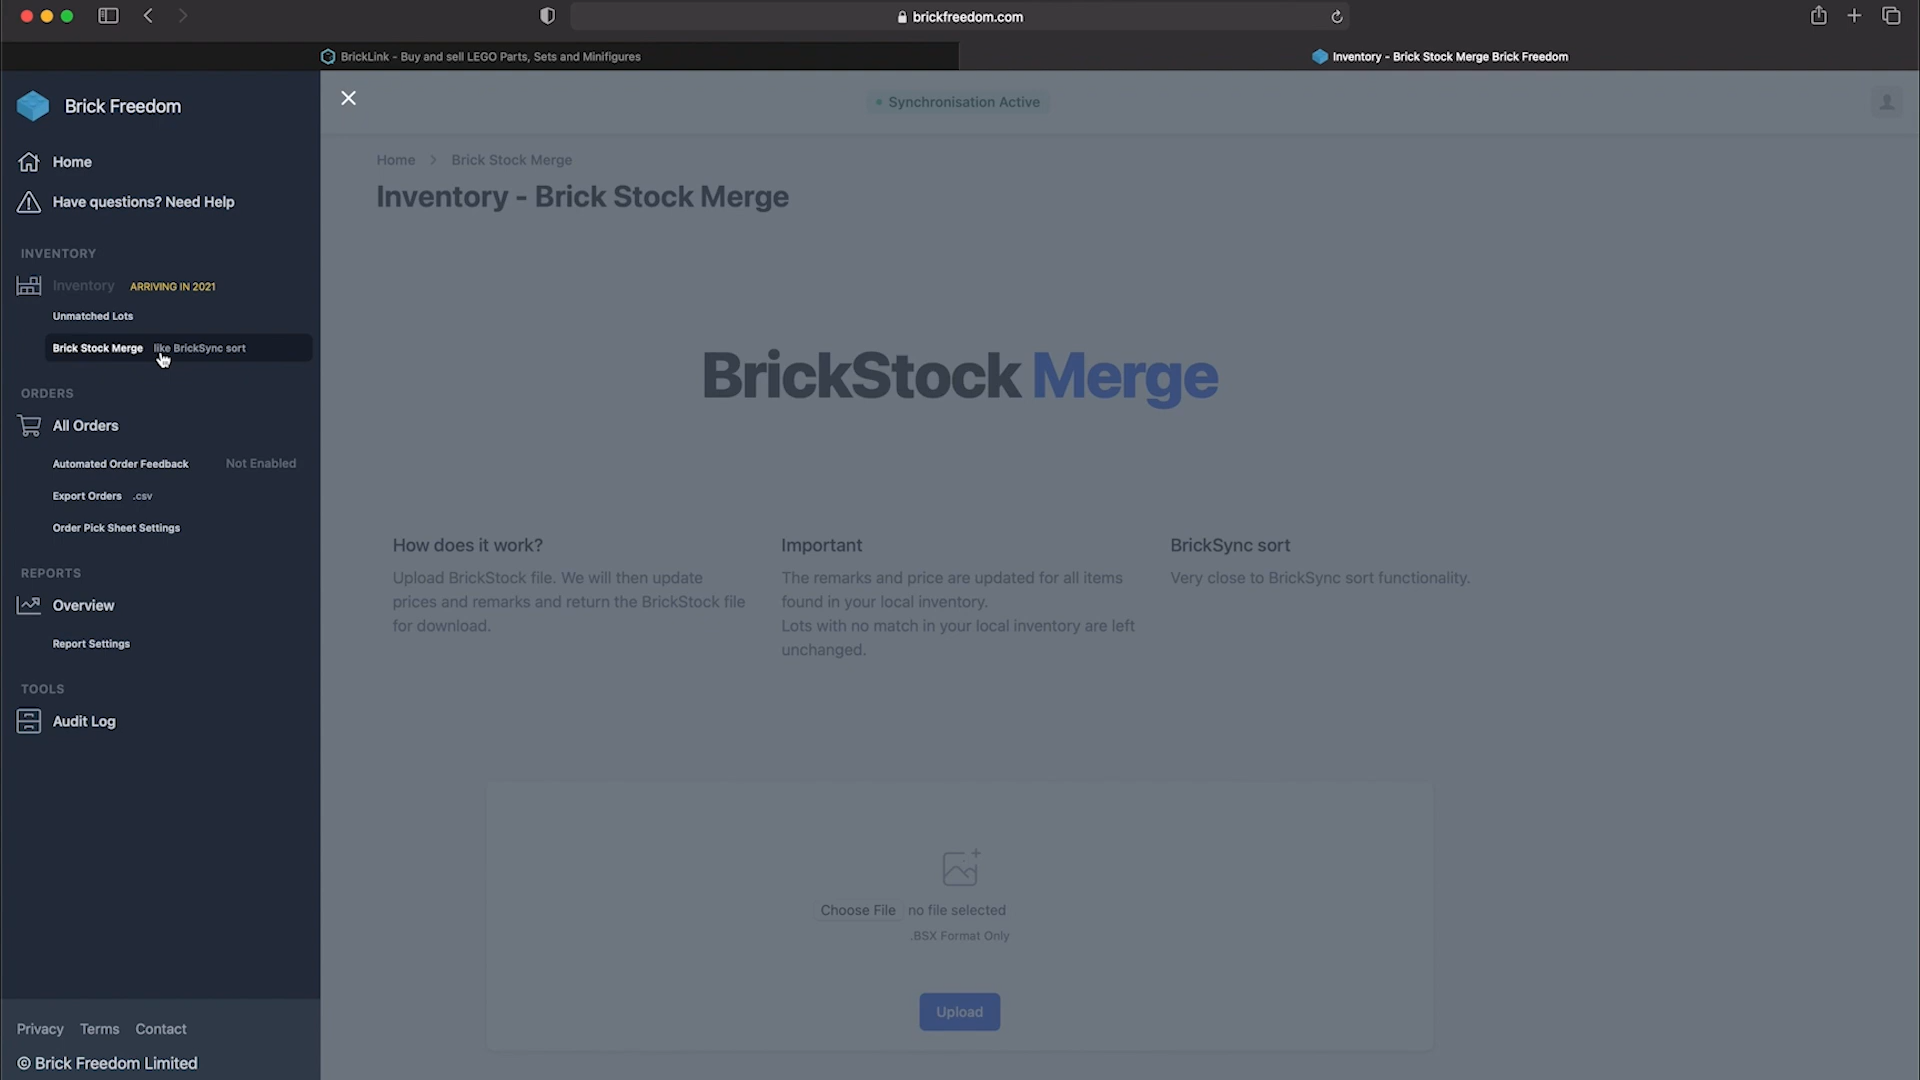 brickfreedom.com
BrickLink - Buy and sell LEGO Parts, Sets and Minifigures
Inventory - Brick Stock Merge Brick Freedom
Brick Freedom
Home
Have questions? Need Help
INVENTORY
Inventory ARRIVING IN 2021
Unmatched Lots
Brick Stock Merge like BrickSync sort
ORDERS
All Orders
Automated Order Feedback Not Enabled
Export Orders .csv
Order Pick Sheet Settings
REPORTS
Overview
Report Settings
TOOLS
Audit Log
Privacy Terms Contact
© Brick Freedom Limited
Synchronisation Active
Home > Brick Stock Merge
Inventory - Brick Stock Merge
BrickStock Merge
How does it work?
Upload BrickStock file. We will then update
prices and remarks and return the BrickStock file
for download.
Important
The remarks and price are updated for all items
found in your local inventory.
Lots with no match in your local inventory are left
unchanged.
BrickSync sort
Very close to BrickSync sort functionality.
Choose File no file selected
.BSX Format Only
Upload